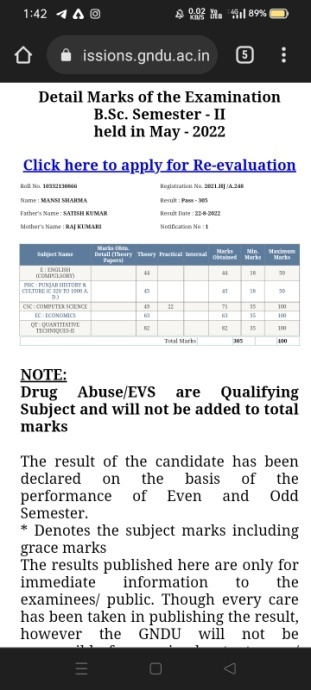 1:42
0.02 KB/S
4G
89%
issions.gndu.ac.in
5
Detail Marks of the Examination
B.Sc. Semester - II
held in May - 2022
Click here to apply for Re-evaluation
Roll No. 10332130866 Registration No. 2021.HJ /A.248
Name : MANSI SHARMA Result : Pass - 305
Father's Name : SATISH KUMAR Result Date : 22-8-2022
Mother's Name : RAJ KUMARI Notification No : 1
Subject Name Marks Obtn. Detail (Theory Papers) Theory Practical Internal Marks Obtained Min. Marks Maximum Marks
E : ENGLISH (COMPULSORY) 44 44 18 50
PHC : PUNJAB HISTORY & CULTURE (C 320 TO 1000 A.D.) 45 45 18 50
CSC : COMPUTER SCIENCE 49 22 71 35 100
EC : ECONOMICS 63 63 35 100
QT : QUANTITATIVE TECHNIQUES-II 82 82 35 100
Total Marks 305 400
NOTE:
Drug Abuse/EVS are Qualifying
Subject and will not be added to total
marks
The result of the candidate has been
declared on the basis of the
performance of Even and Odd
Semester.
* Denotes the subject marks including
grace marks
The results published here are only for
immediate information to the
examinees/ public. Though every care
has been taken in publishing the result,
however the GNDU will not be